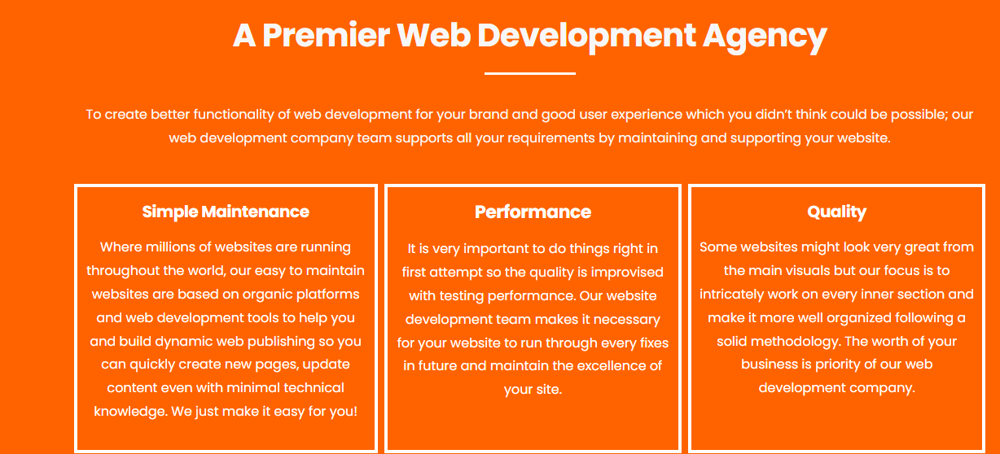 A Premier Web Development Agency
To create better functionality of web development for your brand and good user experience which you didn't think could be possible; our
web development company team supports all your requirements by maintaining and supporting your website.
Simple Maintenance
Where millions of websites are running
throughout the world, our easy to maintain
websites are based on organic platforms
and web development tools to help you
and build dynamic web publishing so you
can quickly create new pages, update
content even with minimal technical
knowledge. We just make it easy for you!
Performance
It is very important to do things right in
first attempt so the quality is improvised
with testing performance. Our website
development team makes it necessary
for your website to run through every fixes
in future and maintain the excellence of
your site.
Quality
Some websites might look very great from
the main visuals but our focus is to
intricately work on every inner section and
make it more well organized following a
solid methodology. The worth of your
business is priority of our web
development company.